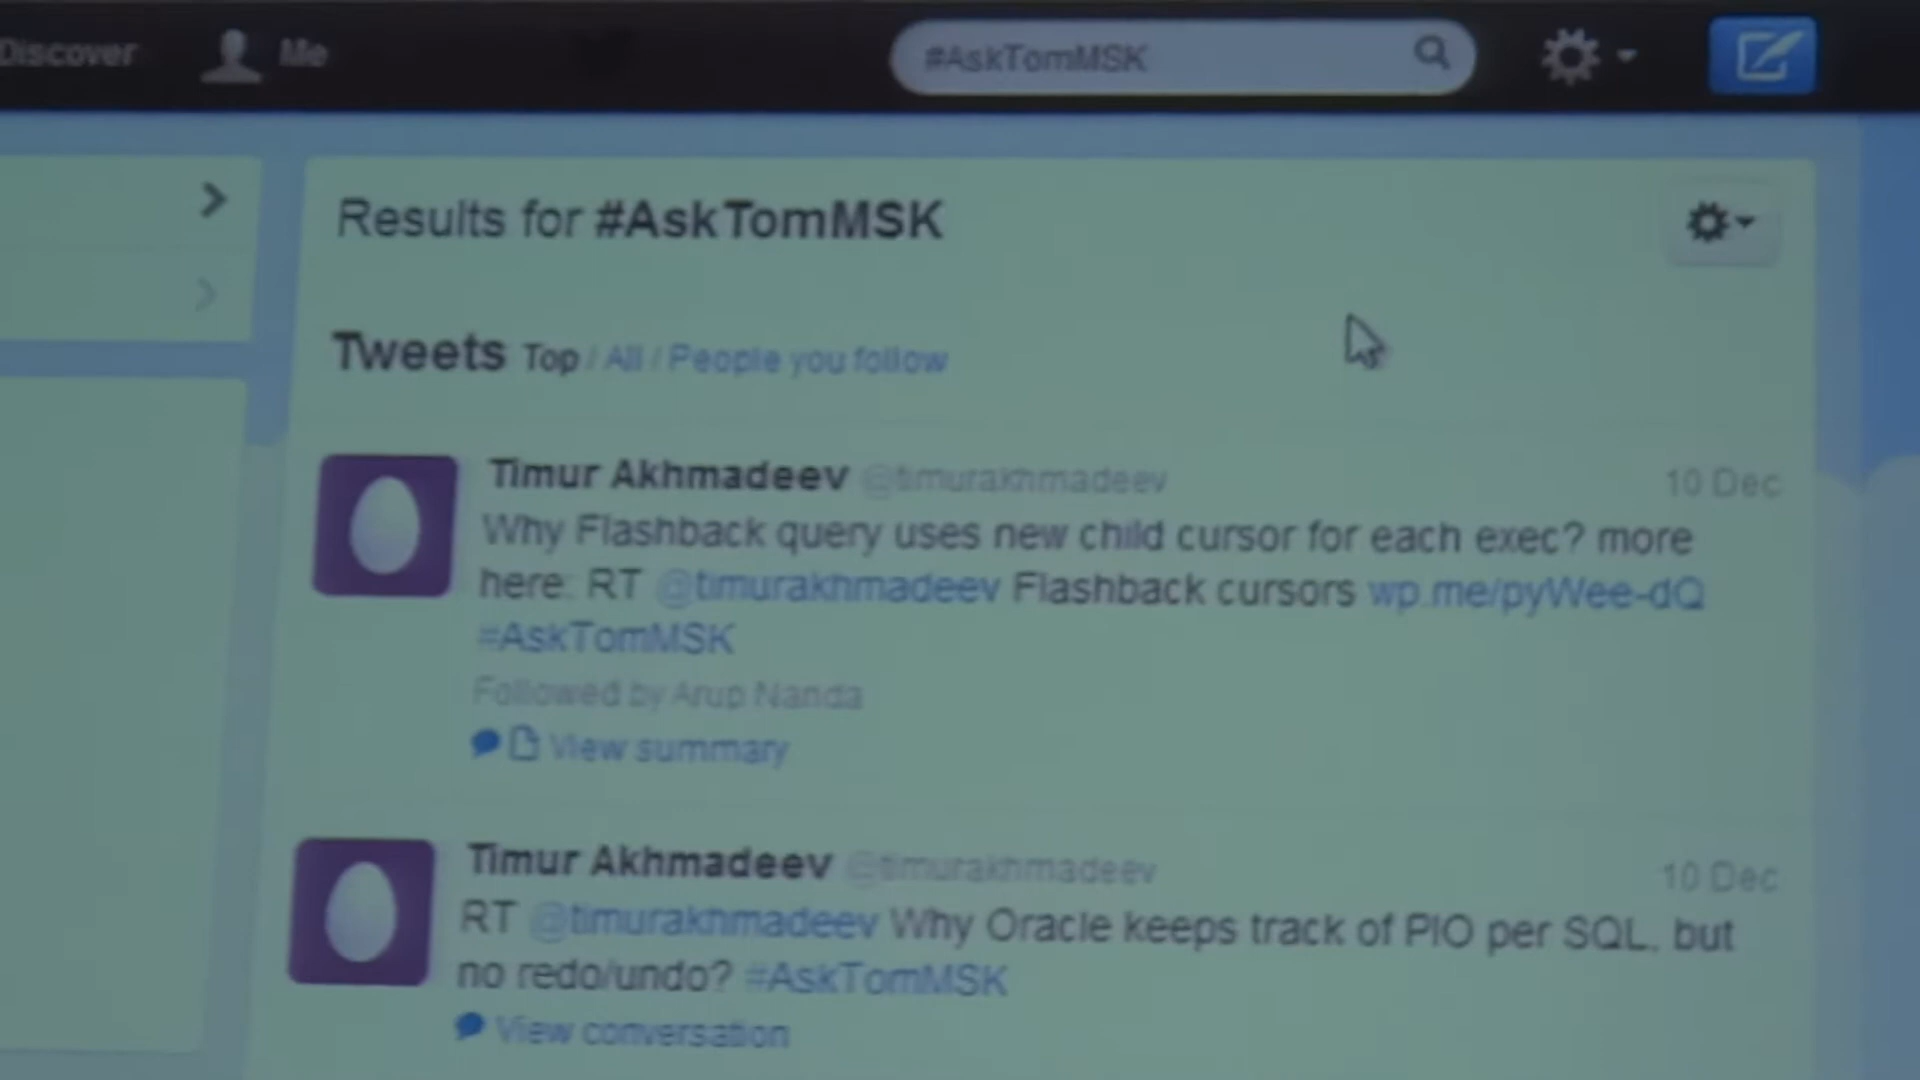 Discover Me #AskTomMSK
Results for #AskTomMSK
Tweets Top / All / People you follow
Timur Akhmadeev @timurakhmadeev 10 Dec
Why Flashback query uses new child cursor for each exec? more
here: RT @timurakhmadeev Flashback cursors wp.me/pyWee-dQ
#AskTomMSK
Followed by Arup Nanda
View summary
Timur Akhmadeev @timurakhmadeev 10 Dec
RT @timurakhmadeev Why Oracle keeps track of PIO per SQL, but
no redo/undo? #AskTomMSK
View conversation